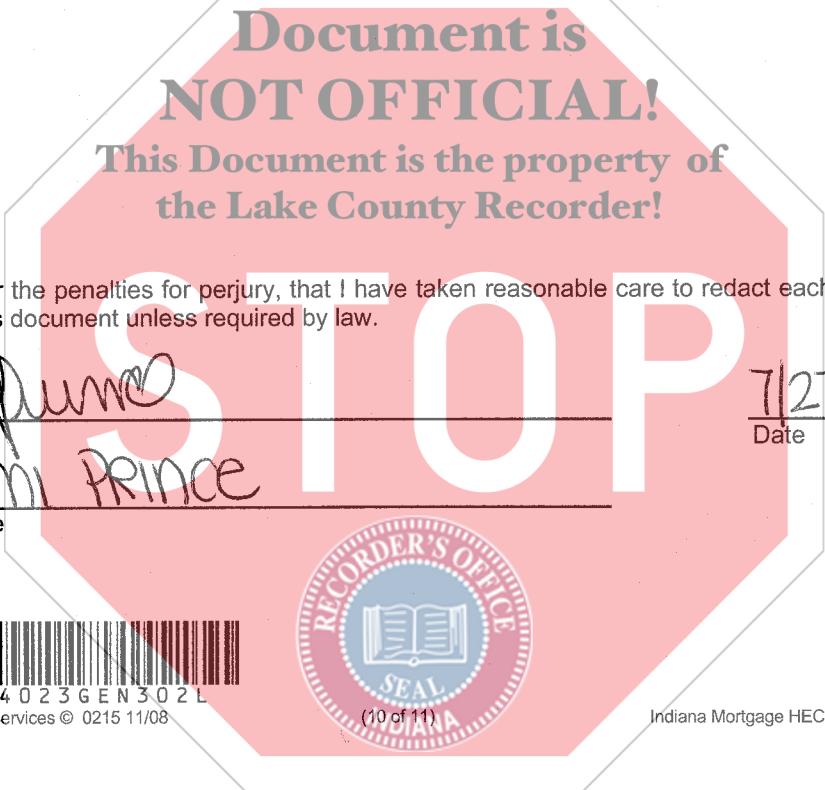 Document is
NOT OFFICIAL!
This Document is the property of
the Lake County Recorder!
the penalties for perjury, that I have taken reasonable care to redact each
document unless required by law.
7/2
Date
PRINCE
STOP
RECORDER'S OFFICE
SEAL
INDIANA
4023GEN302L
ervices © 0215 11/08
(10 of 11)
Indiana Mortgage HEC